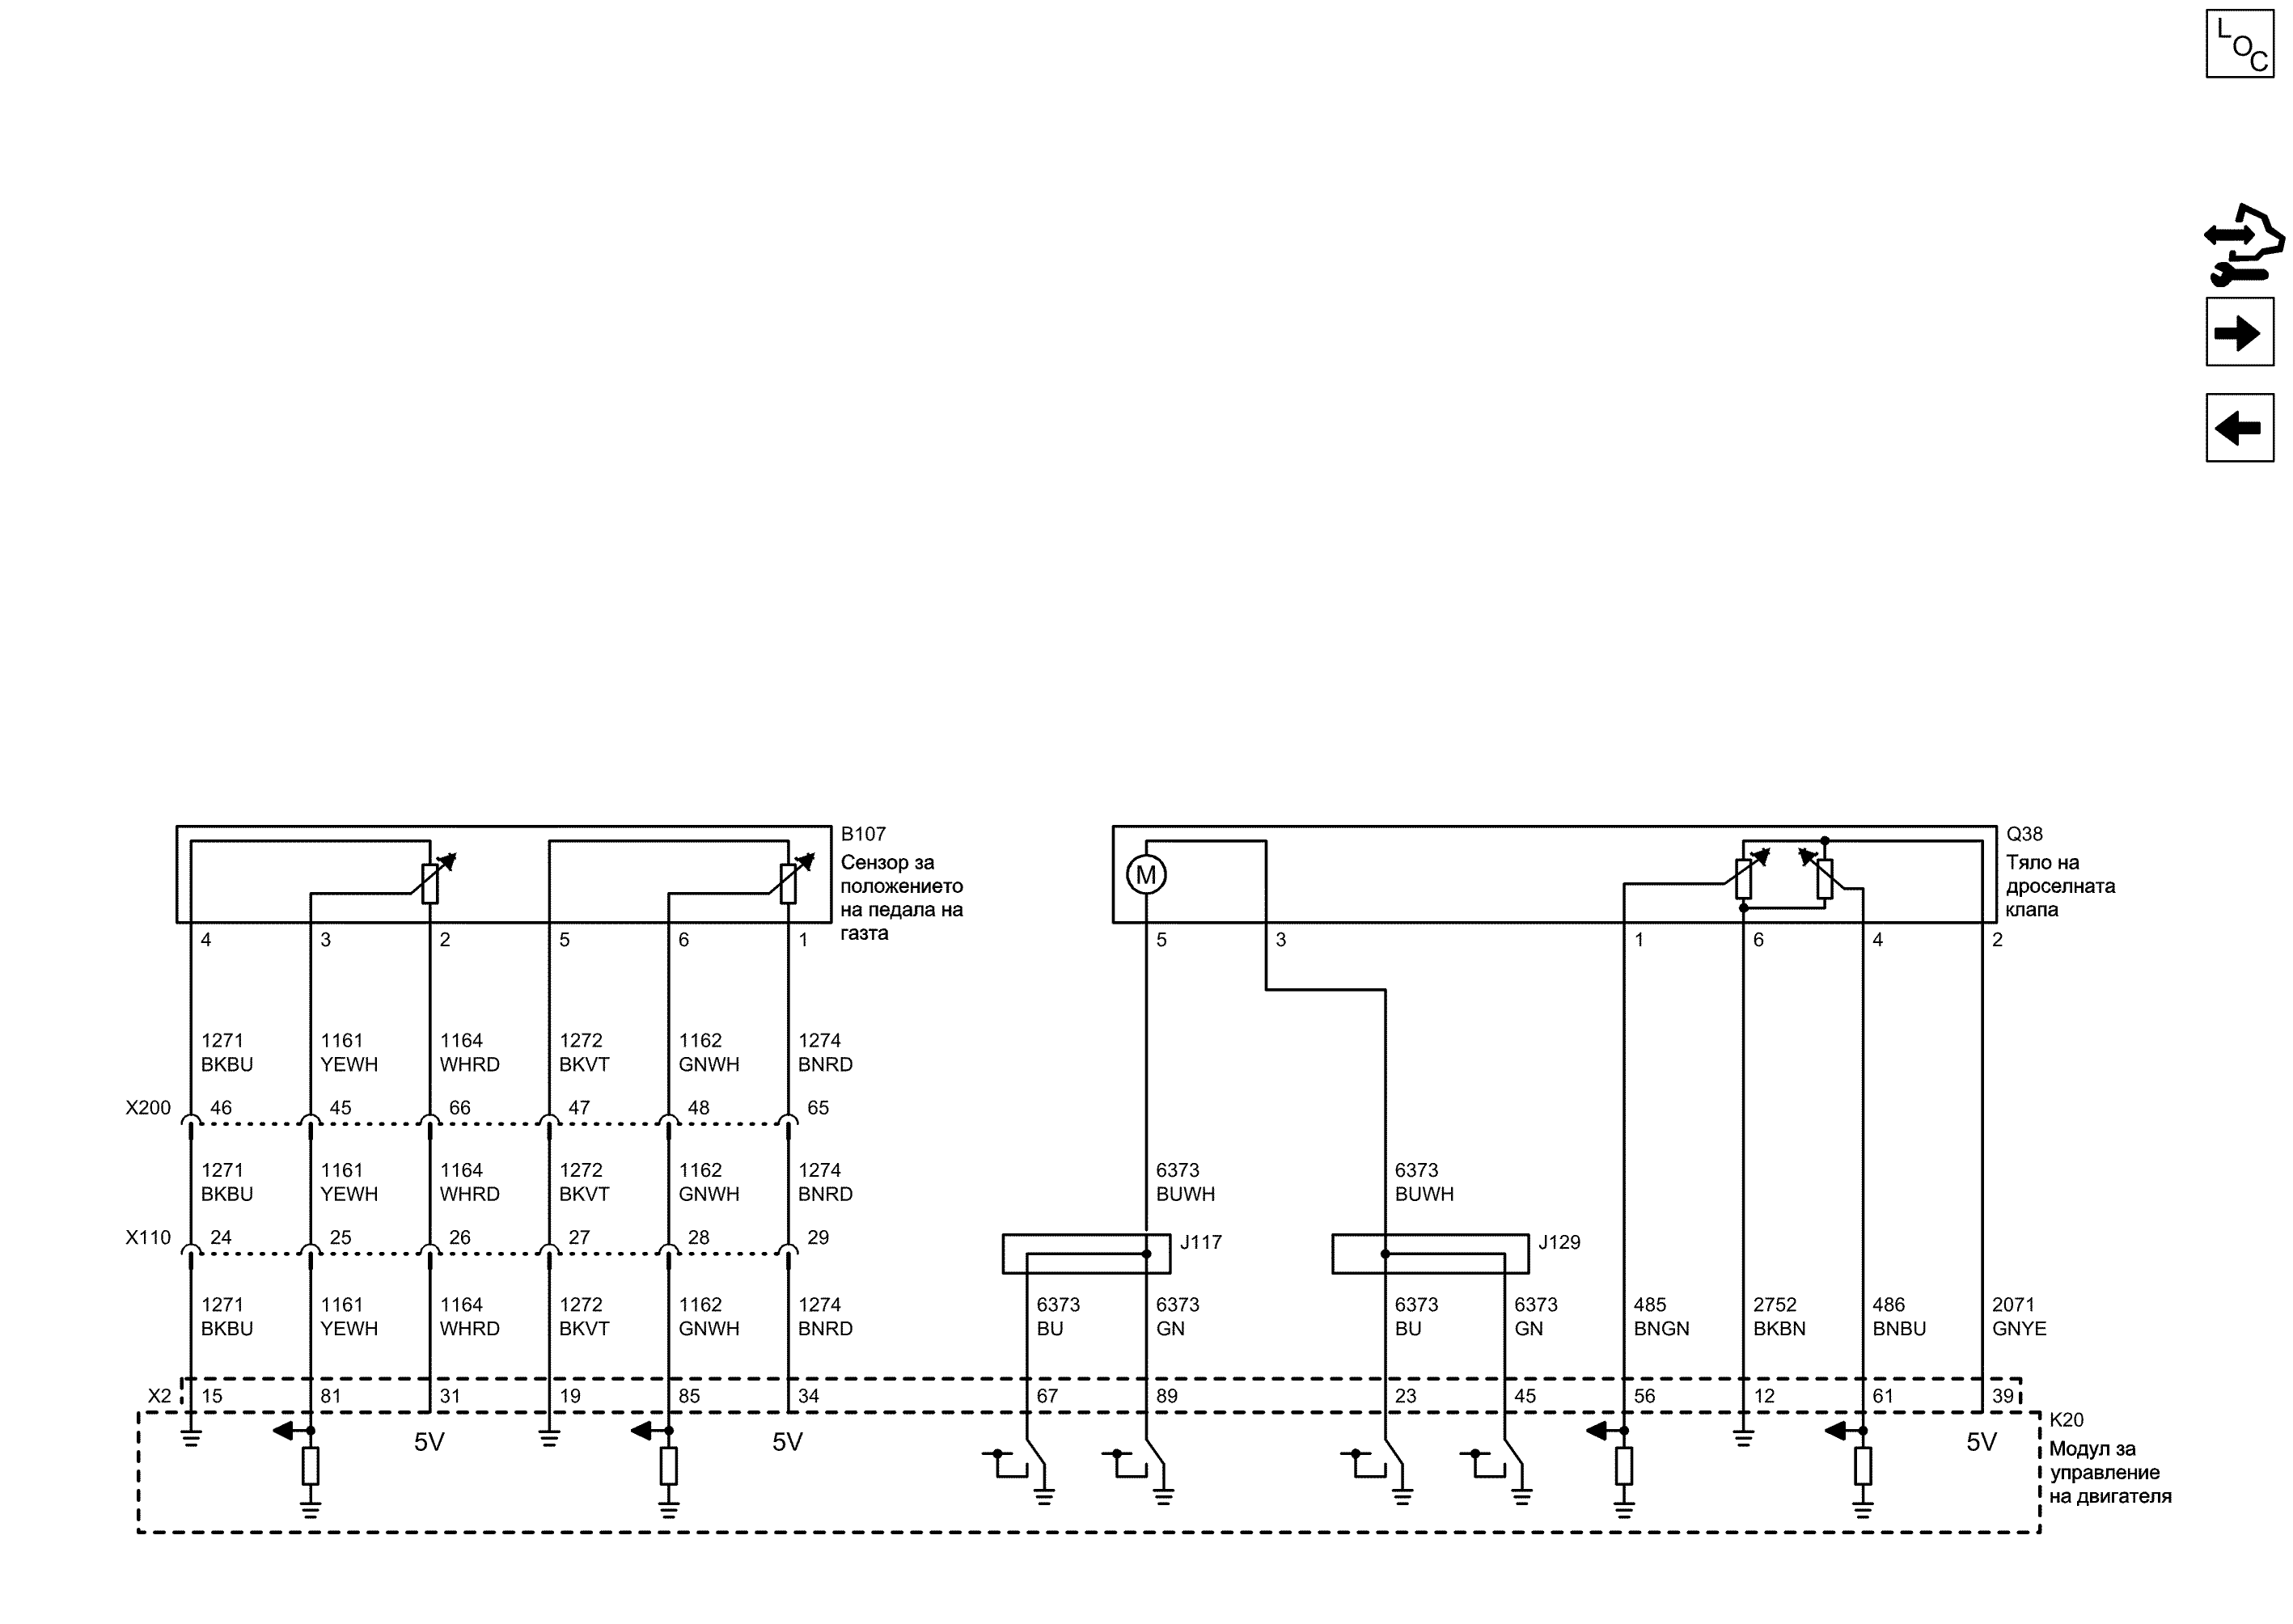 LOC
B107
Сензор за
положението
на педала на
газта
Q38
Тяло на
дроселната
клапа
M
4 3 2 5 6 1 5 3 1 6 4 2
1271 1161 1164 1272 1162 1274
BKBU YEWH WHRD BKVT GNWH BNRD
X200 46 45 66 47 48 65
1271 1161 1164 1272 1162 1274 6373 6373
BKBU YEWH WHRD BKVT GNWH BNRD BUWH BUWH
X110 24 25 26 27 28 29 J117 J129
1271 1161 1164 1272 1162 1274 6373 6373 6373 6373 485 2752 486 2071
BKBU YEWH WHRD BKVT GNWH BNRD BU GN BU GN BNGN BKBN BNBU GNYE
X2 15 81 31 19 85 34 67 89 23 45 56 12 61 39
5V 5V 5V
K20
Модул за
управление
на двигателя